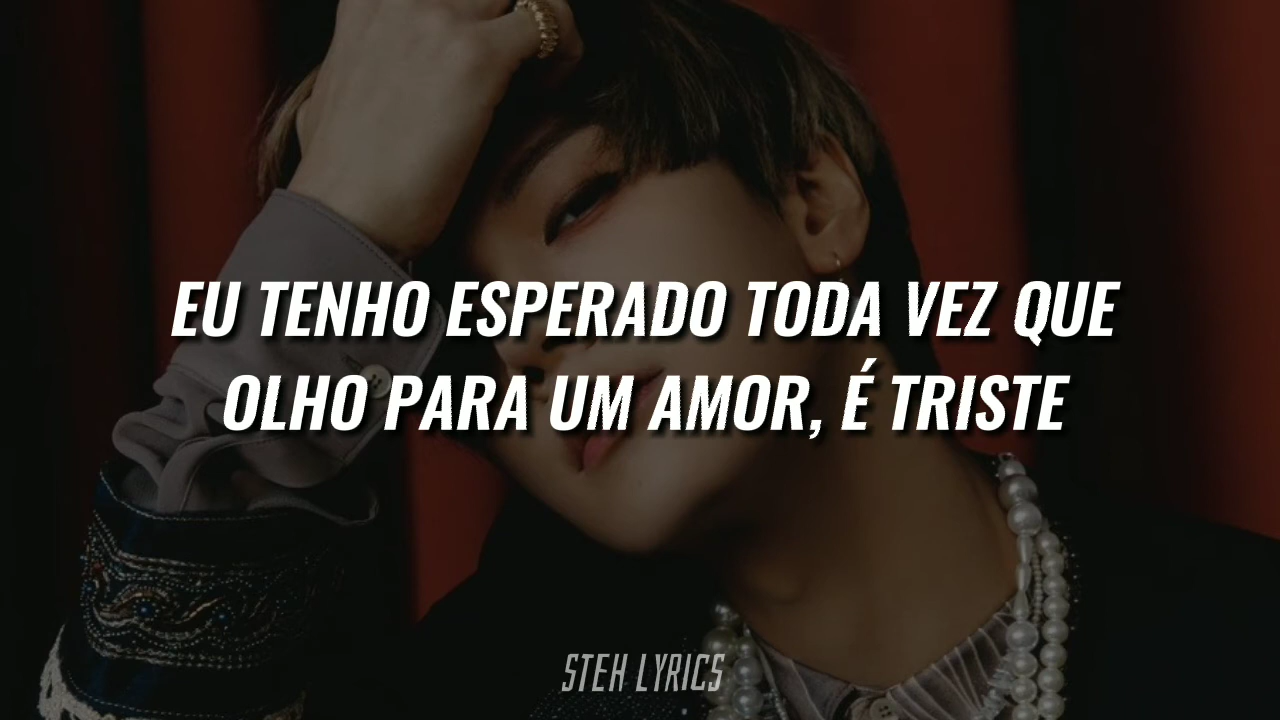 EU TENHO ESPERADO TODA VEZ QUE
OLHO PARA UM AMOR, É TRISTE
STEH LYRICS